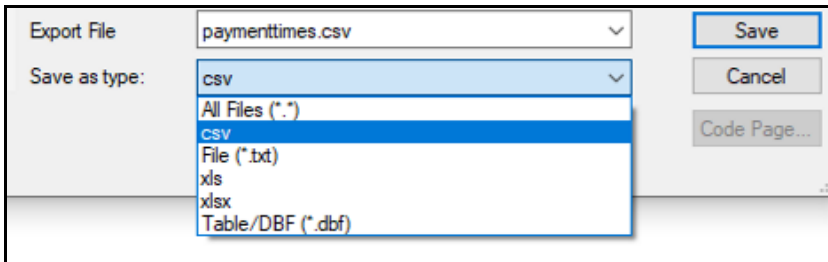 Export File paymenttimes.csv Save
Save as type: csv Cancel
All Files (*.*)
csv Code Page...
File (*.txt)
xls
xlsx
Table/DBF (*.dbf)